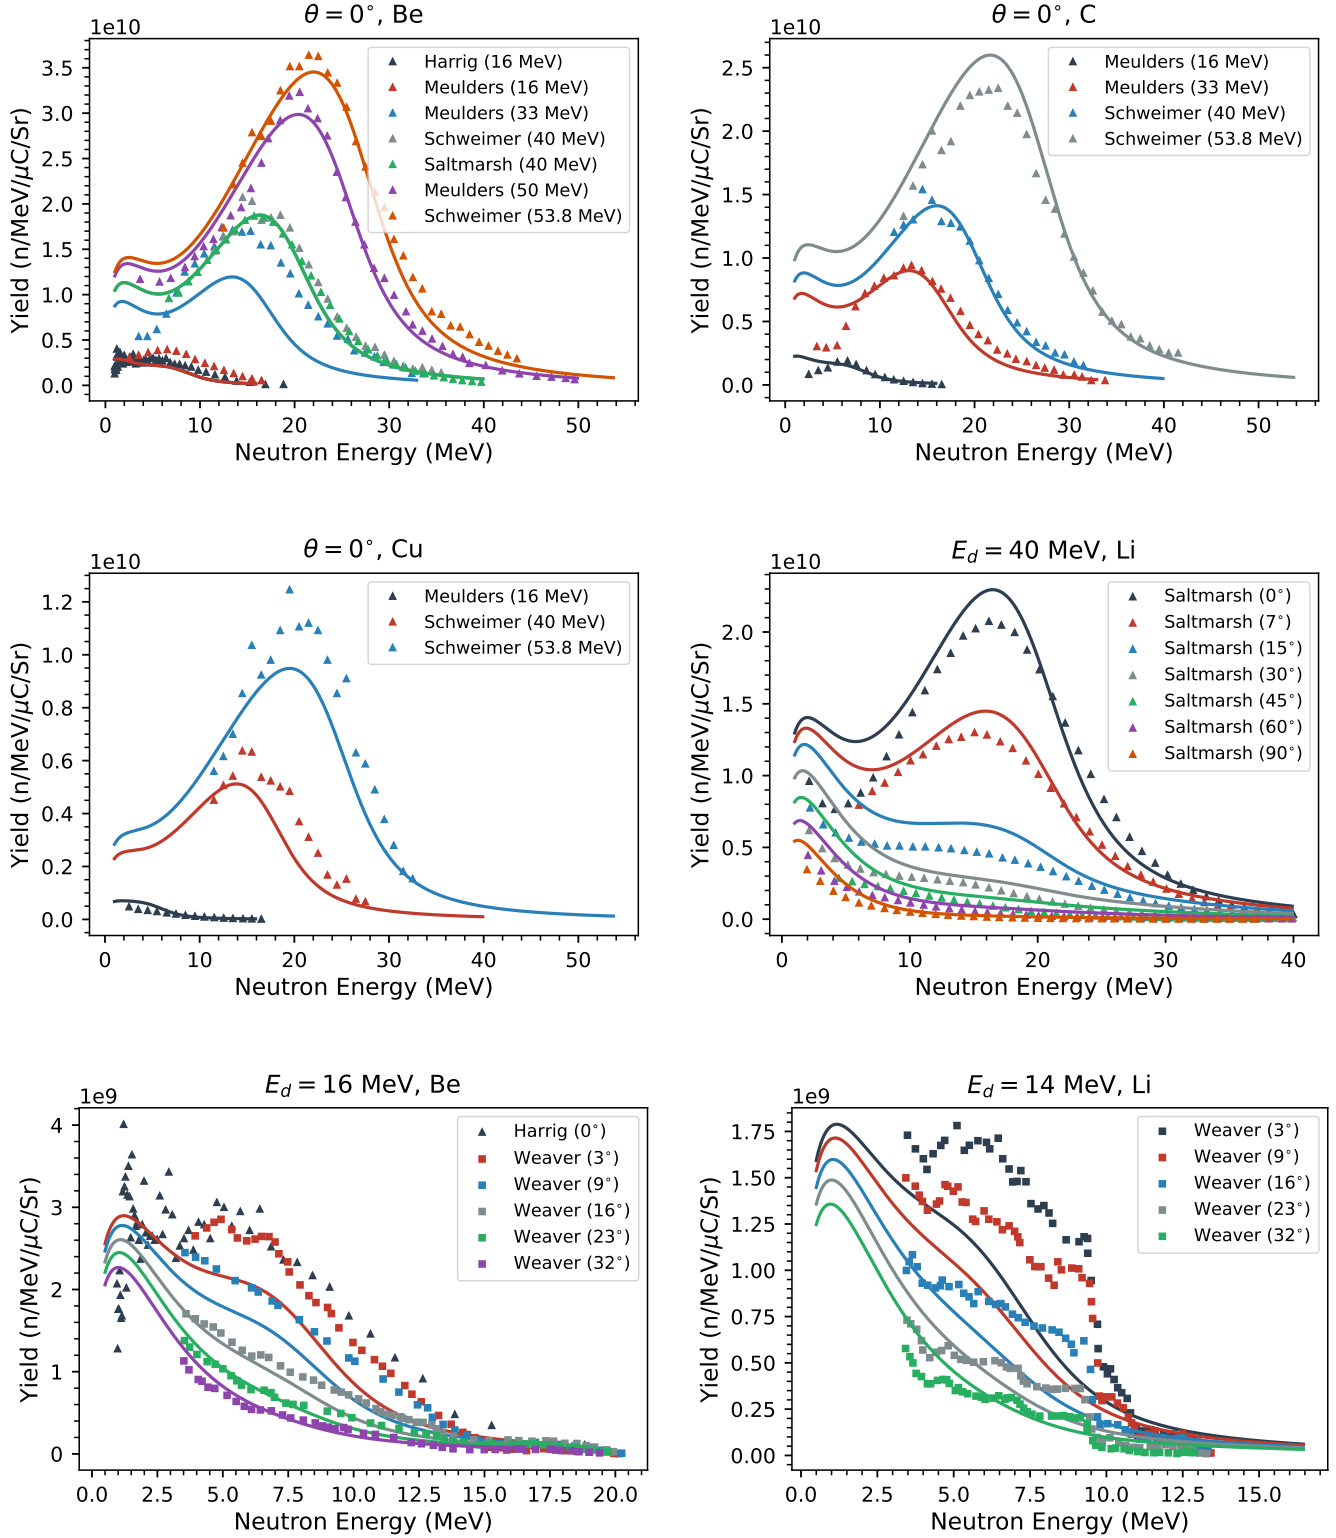 θ = 0°, Be
1e10
Yield (n/MeV/μC/Sr)
3.5
3.0
2.5
2.0
1.5
1.0
0.5
0.0
Harrig (16 MeV)
Meulders (16 MeV)
Meulders (33 MeV)
Schweimer (40 MeV)
Saltmarsh (40 MeV)
Meulders (50 MeV)
Schweimer (53.8 MeV)
0 10 20 30 40 50
Neutron Energy (MeV)
θ = 0°, C
1e10
Yield (n/MeV/μC/Sr)
2.5
2.0
1.5
1.0
0.5
0.0
Meulders (16 MeV)
Meulders (33 MeV)
Schweimer (40 MeV)
Schweimer (53.8 MeV)
0 10 20 30 40 50
Neutron Energy (MeV)
θ = 0°, Cu
1e10
Yield (n/MeV/μC/Sr)
1.2
1.0
0.8
0.6
0.4
0.2
0.0
Meulders (16 MeV)
Schweimer (40 MeV)
Schweimer (53.8 MeV)
0 10 20 30 40 50
Neutron Energy (MeV)
E_d = 40 MeV, Li
1e10
Yield (n/MeV/μC/Sr)
2.0
1.5
1.0
0.5
0.0
Saltmarsh (0°)
Saltmarsh (7°)
Saltmarsh (15°)
Saltmarsh (30°)
Saltmarsh (45°)
Saltmarsh (60°)
Saltmarsh (90°)
0 10 20 30 40
Neutron Energy (MeV)
E_d = 16 MeV, Be
1e9
Yield (n/MeV/μC/Sr)
4
3
2
1
0
Harrig (0°)
Weaver (3°)
Weaver (9°)
Weaver (16°)
Weaver (23°)
Weaver (32°)
0.0 2.5 5.0 7.5 10.0 12.5 15.0 17.5 20.0
Neutron Energy (MeV)
E_d = 14 MeV, Li
1e9
Yield (n/MeV/μC/Sr)
1.75
1.50
1.25
1.00
0.75
0.50
0.25
0.00
Weaver (3°)
Weaver (9°)
Weaver (16°)
Weaver (23°)
Weaver (32°)
0.0 2.5 5.0 7.5 10.0 12.5 15.0
Neutron Energy (MeV)